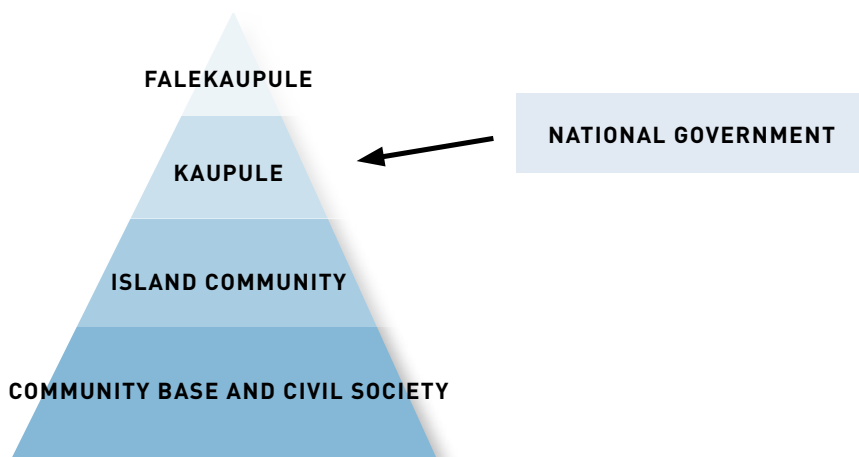 FALEKAUPULE
NATIONAL GOVERNMENT
KAUPULE
ISLAND COMMUNITY
COMMUNITY BASE AND CIVIL SOCIETY